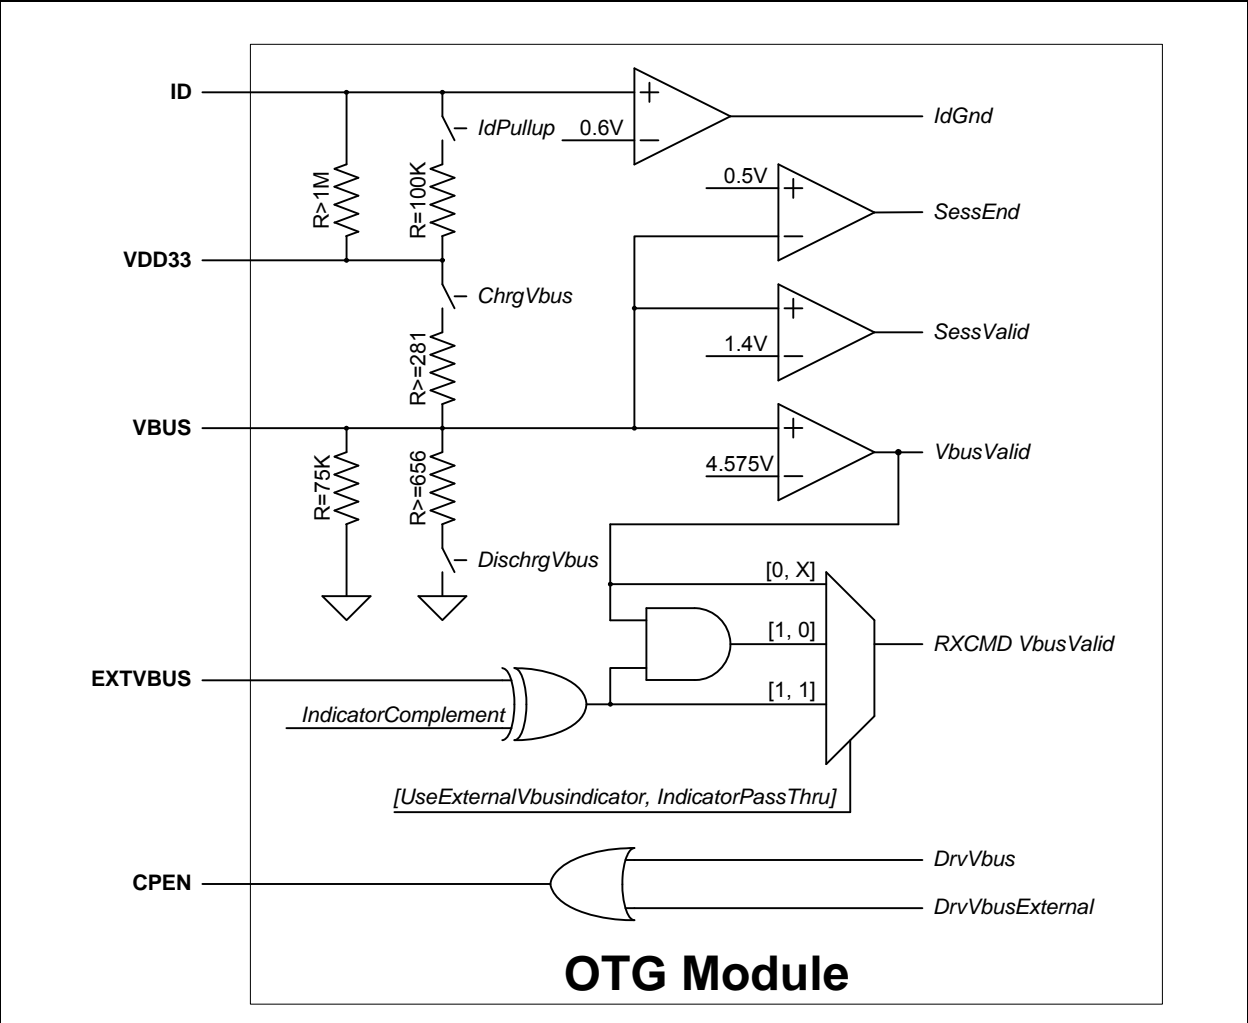 ID
IdPullup
0.6V
IdGnd
R>1M
R=100K
0.5V
SessEnd
VDD33
ChrgVbus
R>=281
1.4V
SessValid
VBUS
R=75K
R>=656
4.575V
VbusValid
DischrgVbus
[0, X]
[1, 0]
RXCMD VbusValid
EXTVBUS
IndicatorComplement
[1, 1]
[UseExternalVbusindicator, IndicatorPassThru]
CPEN
DrvVbus
DrvVbusExternal
OTG Module